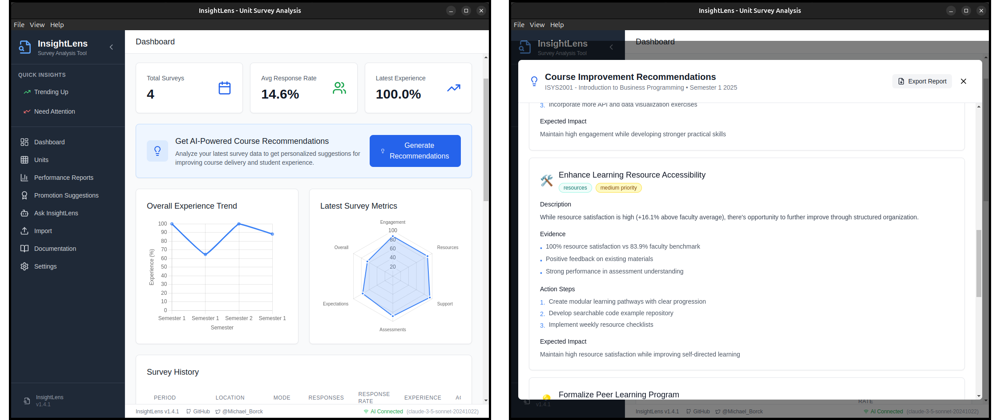 InsightLens - Unit Survey Analysis
File View Help
InsightLens
Survey Analysis Tool
QUICK INSIGHTS
Trending Up
Need Attention
Dashboard
Units
Performance Reports
Promotion Suggestions
Ask InsightLens
Import
Documentation
Settings
InsightLens
v1.4.1
Dashboard
Total Surveys
4
Avg Response Rate
14.6%
Latest Experience
100.0%
Get AI-Powered Course Recommendations
Analyze your latest survey data to get personalized suggestions for
improving course delivery and student experience.
Generate
Recommendations
Overall Experience Trend
Experience (%)
100
90
80
70
60
50
40
30
20
10
0
Semester 1 Semester 1 Semester 2 Semester 1
Semester
Latest Survey Metrics
Engagement
100
80
60
40
20
Overall
Resources
Expectations
Support
Assessments
Survey History
PERIOD LOCATION MODE RESPONSES RESPONSE
RATE EXPERIENCE
InsightLens v1.4.1 GitHub @Michael_Borck AI Connected (claude-3-5-sonnet-20241022)
InsightLens - Unit Survey Analysis
File View Help
InsightLens
Survey Analysis Tool
Dashboard
Course Improvement Recommendations
ISYS2001 - Introduction to Business Programming • Semester 1 2025
Export Report
3. Incorporate more API and data visualization exercises
Expected Impact
Maintain high engagement while developing stronger practical skills
Enhance Learning Resource Accessibility
resources medium priority
Description
While resource satisfaction is high (+16.1% above faculty average), there's opportunity to further improve through structured organization.
Evidence
• 100% resource satisfaction vs 83.9% faculty benchmark
• Positive feedback on existing materials
• Strong performance in assessment understanding
Action Steps
1. Create modular learning pathways with clear progression
2. Develop searchable code example repository
3. Implement weekly resource checklists
Expected Impact
Maintain high resource satisfaction while improving self-directed learning
Formalize Peer Learning Program
v1.4.1
RATE
InsightLens v1.4.1 GitHub @Michael_Borck AI Connected (claude-3-5-sonnet-20241022)